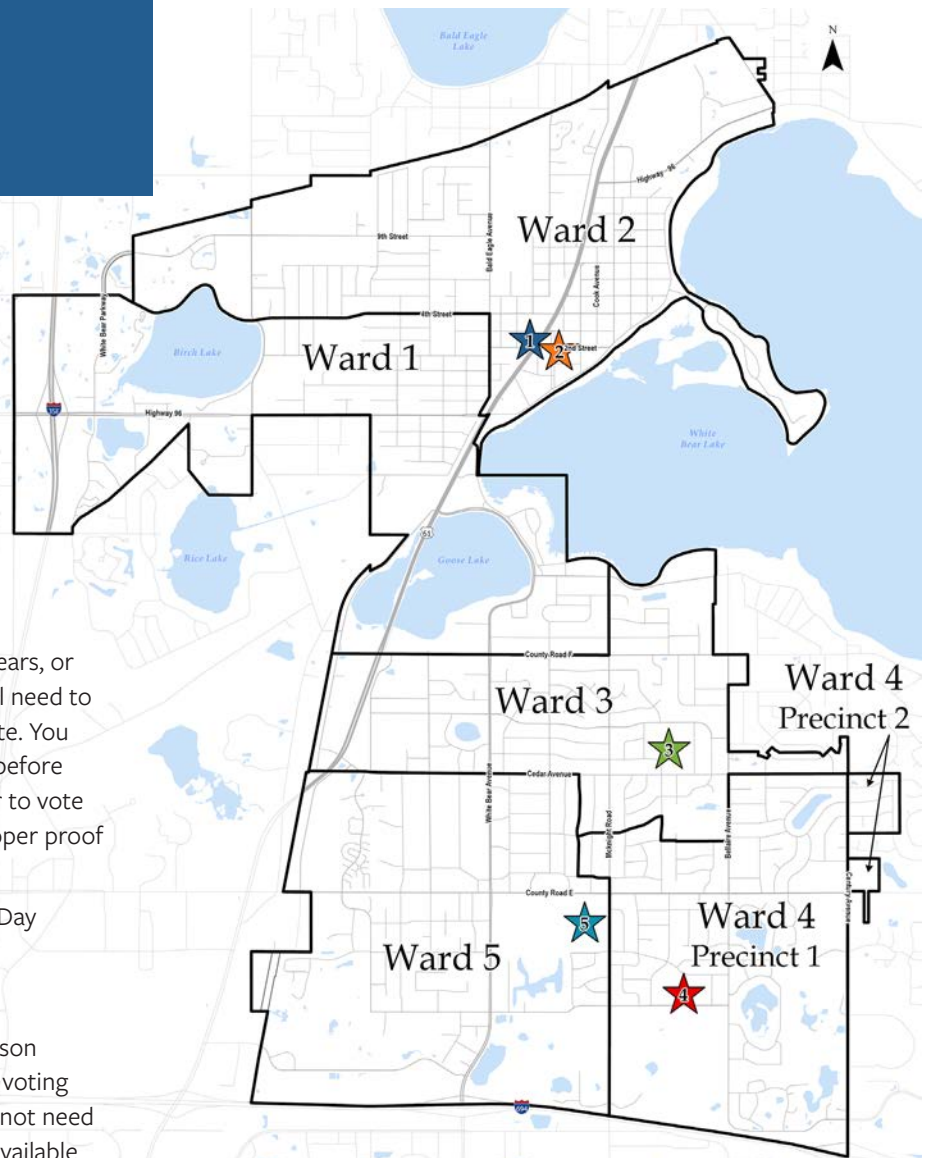 Bald Eagle
Lake
N
Highway 96
Ward 2
9th Street
Bald Eagle Avenue
Cook Avenue
White Bear Parkway
4th Street
1
2
2nd Street
Birch Lake
Ward 1
Highway 96
White
Bear Lake
61
Rice Lake
Goose Lake
ears, or
l need to
te. You
before
r to vote
oper proof
Day
son
voting
not need
vailable
County Road F
Ward 3
Ward 4
Precinct 2
3
Cedar Avenue
White Bear Avenue
Mcknight Road
Bellaire Avenue
Century Avenue
County Road E
5
Ward 4
Precinct 1
Ward 5
4
694